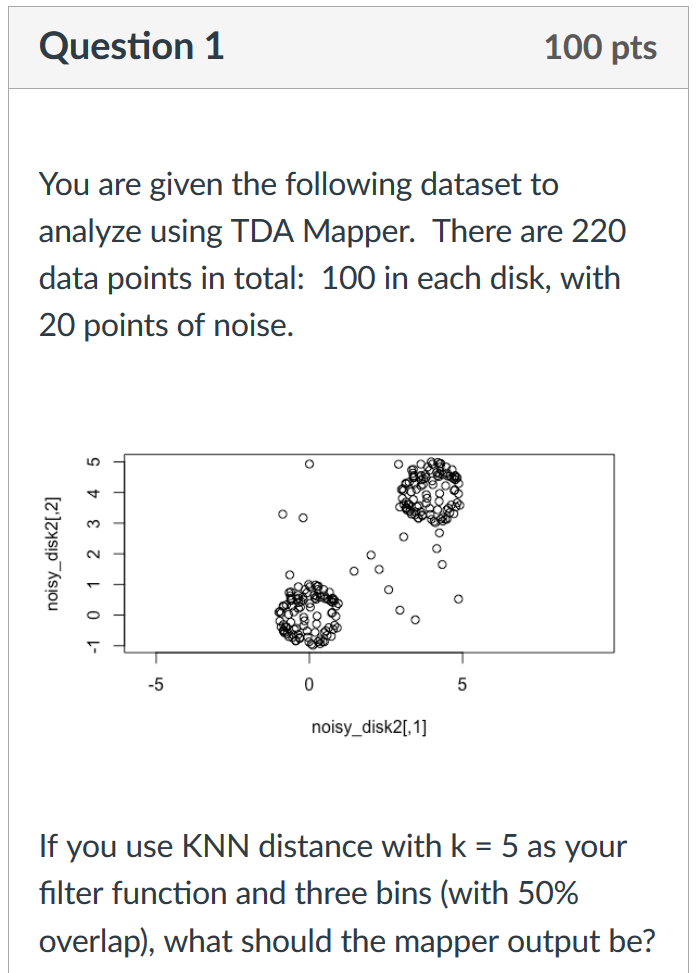 Question 1
100 pts
You are given the following dataset to
analyze using TDA Mapper.  There are 220
data points in total:  100 in each disk, with
20 points of noise.
noisy_disk2[,2]
5
4
3
2
1
0
-1
-5
0
5
noisy_disk2[,1]
If you use KNN distance with k = 5 as your
filter function and three bins (with 50%
overlap), what should the mapper output be?